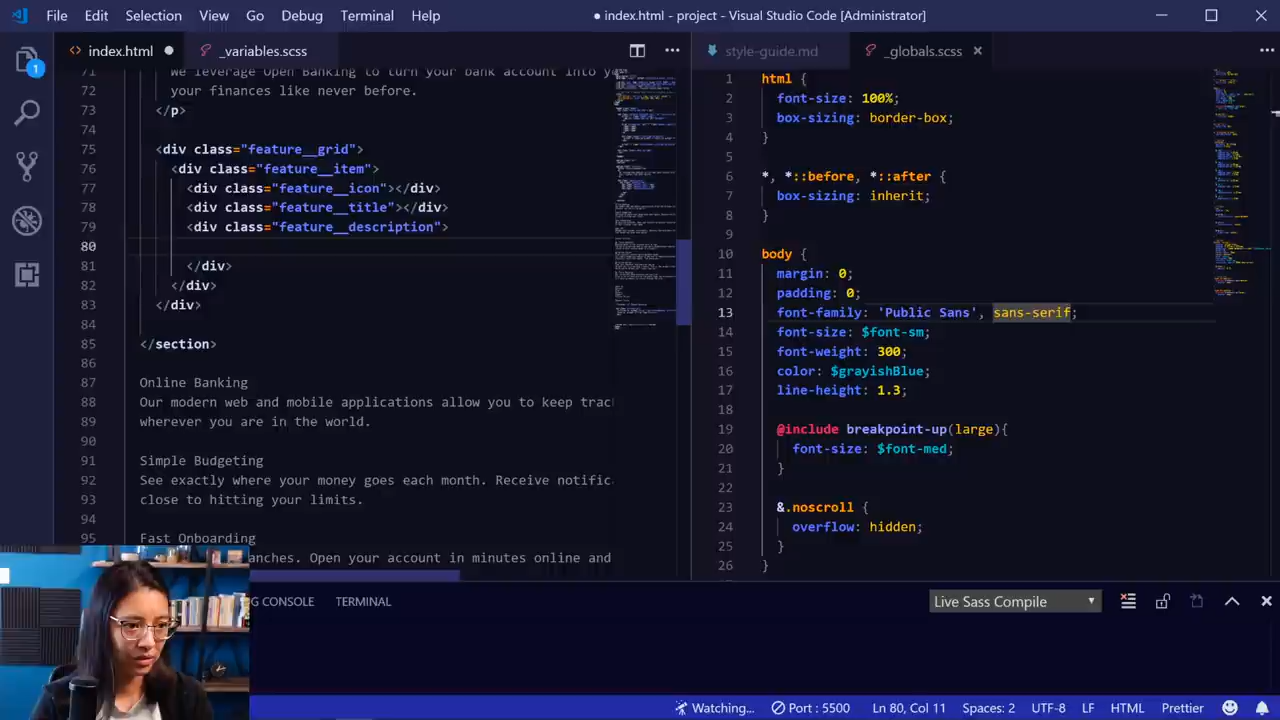 File Edit Selection View Go Debug Terminal Help
● index.html - project - Visual Studio Code [Administrator]
<> index.html ●
_variables.scss
style-guide.md
_globals.scss ×
1
71 We leverage Open Banking to turn your bank account into yo
72 your finances like never before.
73 </p>
74
75 <div class="feature__grid">
76 <div class="feature__item">
77 <div class="feature__icon"></div>
78 <div class="feature__title"></div>
79 <div class="feature__description">
80
81 </div>
82 </div>
83 </div>
84
85 </section>
86
87 Online Banking
88 Our modern web and mobile applications allow you to keep trac
89 wherever you are in the world.
90
91 Simple Budgeting
92 See exactly where your money goes each month. Receive notific
93 close to hitting your limits.
94
95 Fast Onboarding
anches. Open your account in minutes online and
1 html {
2 font-size: 100%;
3 box-sizing: border-box;
4 }
5
6 *, *::before, *::after {
7 box-sizing: inherit;
8 }
9
10 body {
11 margin: 0;
12 padding: 0;
13 font-family: 'Public Sans', sans-serif;
14 font-size: $font-sm;
15 font-weight: 300;
16 color: $grayishBlue;
17 line-height: 1.3;
18
19 @include breakpoint-up(large){
20 font-size: $font-med;
21 }
22
23 &.noscroll {
24 overflow: hidden;
25 }
26 }
G CONSOLE TERMINAL
Live Sass Compile
Watching... Port : 5500 Ln 80, Col 11 Spaces: 2 UTF-8 LF HTML Prettier